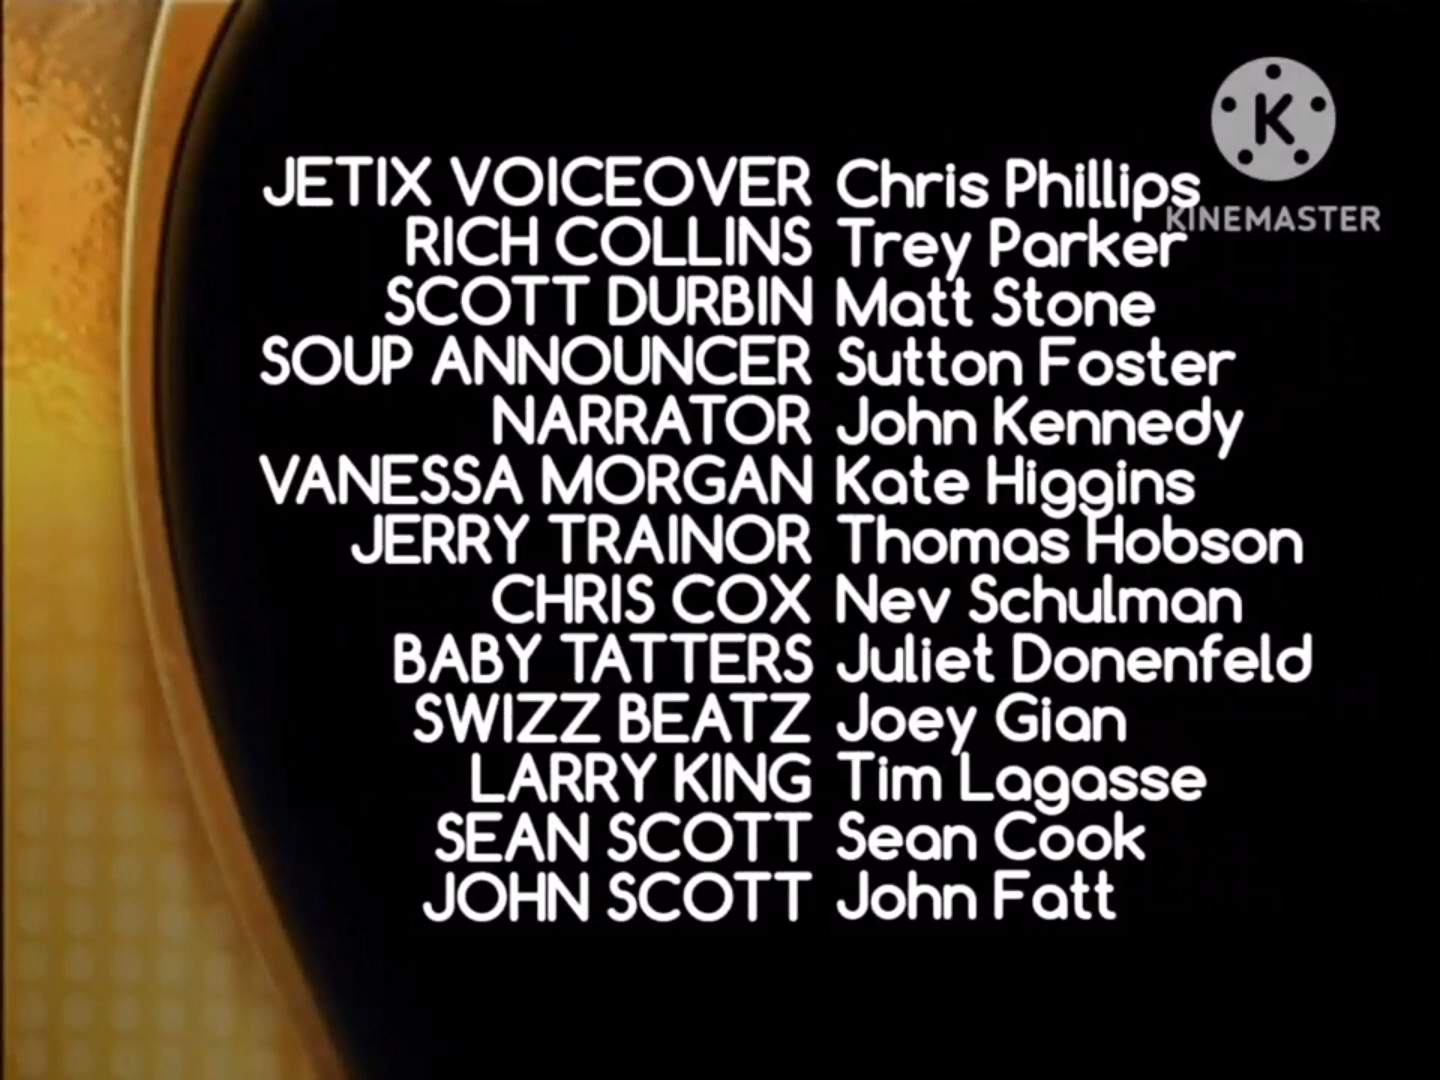 K
KINEMASTER
JETIX VOICEOVER Chris Phillips
RICH COLLINS Trey Parker
SCOTT DURBIN Matt Stone
SOUP ANNOUNCER Sutton Foster
NARRATOR John Kennedy
VANESSA MORGAN Kate Higgins
JERRY TRAINOR Thomas Hobson
CHRIS COX Nev Schulman
BABY TATTERS Juliet Donenfeld
SWIZZ BEATZ Joey Gian
LARRY KING Tim Lagasse
SEAN SCOTT Sean Cook
JOHN SCOTT John Fatt